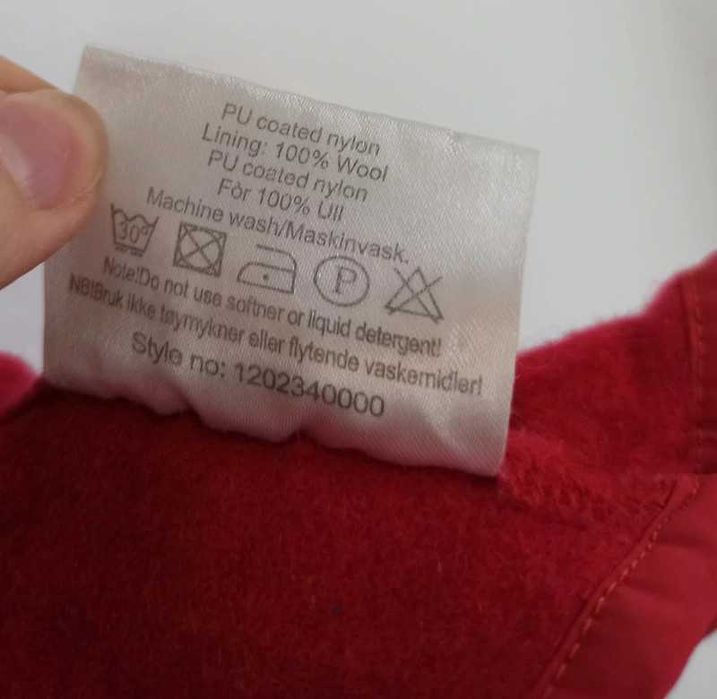 PU coated nylon
Lining: 100% Wool
PU coated nylon
Fòr 100% Ull
Machine wash/Maskinvask.
30° P
Note!Do not use softner or liquid detergent!
NB!Bruk ikke tøymykner eller flytende vaskemidler!
Style no: 1202340000